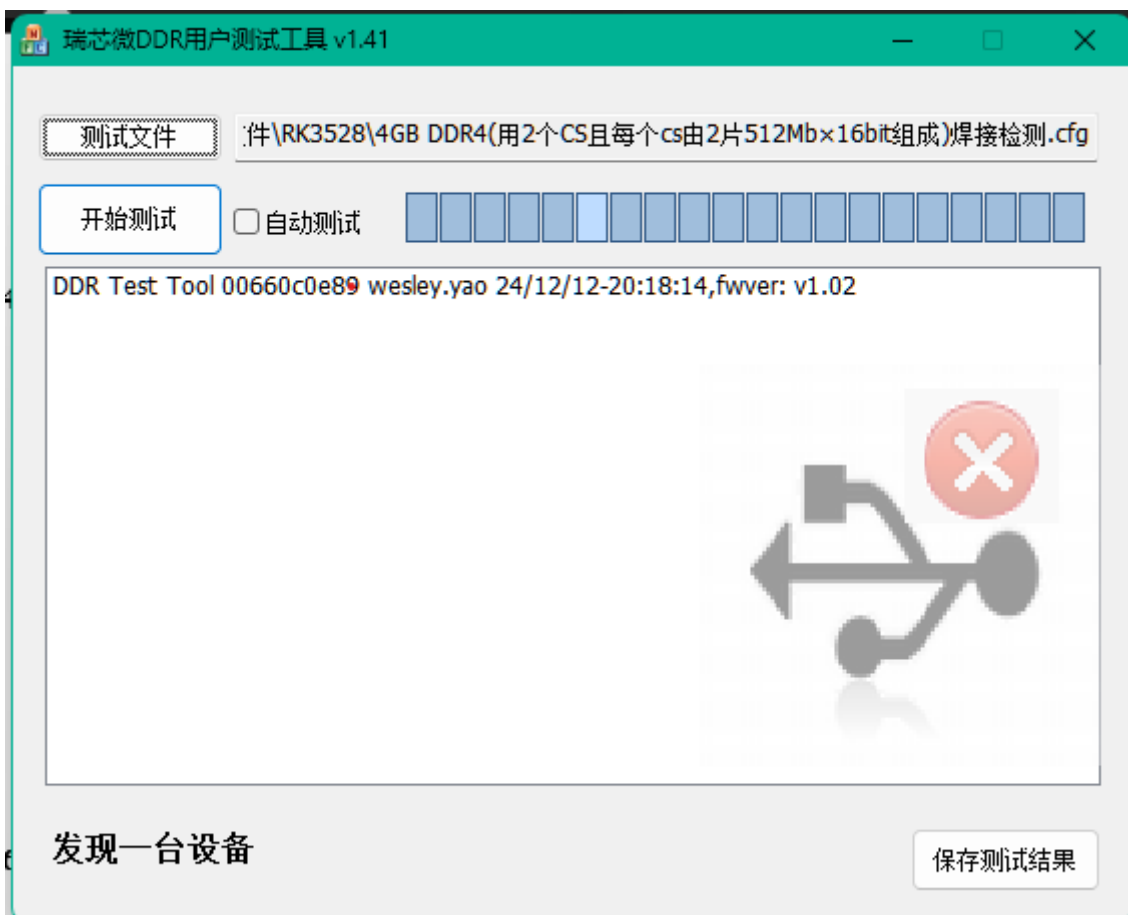 瑞芯微DDR用户测试工具 v1.41
测试文件
件\RK3528\4GB DDR4(用2个CS且每个cs由2片512Mb×16bit组成)焊接检测.cfg
开始测试
自动测试
DDR Test Tool 00660c0e89 wesley.yao 24/12/12-20:18:14,fwver: v1.02
发现一台设备
保存测试结果